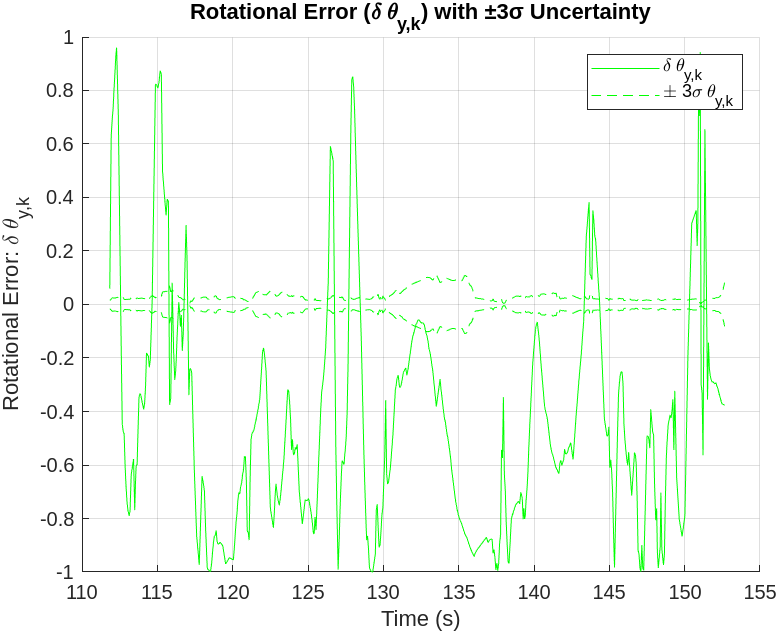 Rotational Error (δ θy,k) with ±3σ Uncertainty
δ θy,k
± 3σ θy,k
Rotational Error: δ θy,k
1
0.8
0.6
0.4
0.2
0
-0.2
-0.4
-0.6
-0.8
-1
110 115 120 125 130 135 140 145 150 155
Time (s)